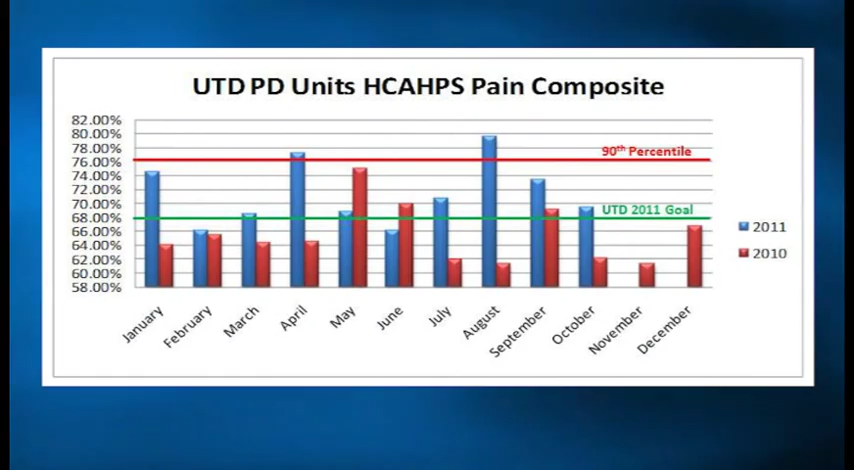 UTD PD Units HCAHPS Pain Composite
82.00%
80.00%
78.00%
76.00%
74.00%
72.00%
70.00%
68.00%
66.00%
64.00%
62.00%
60.00%
58.00%
90th Percentile
UTD 2011 Goal
2011
2010
January
February
March
April
May
June
July
August
September
October
November
December